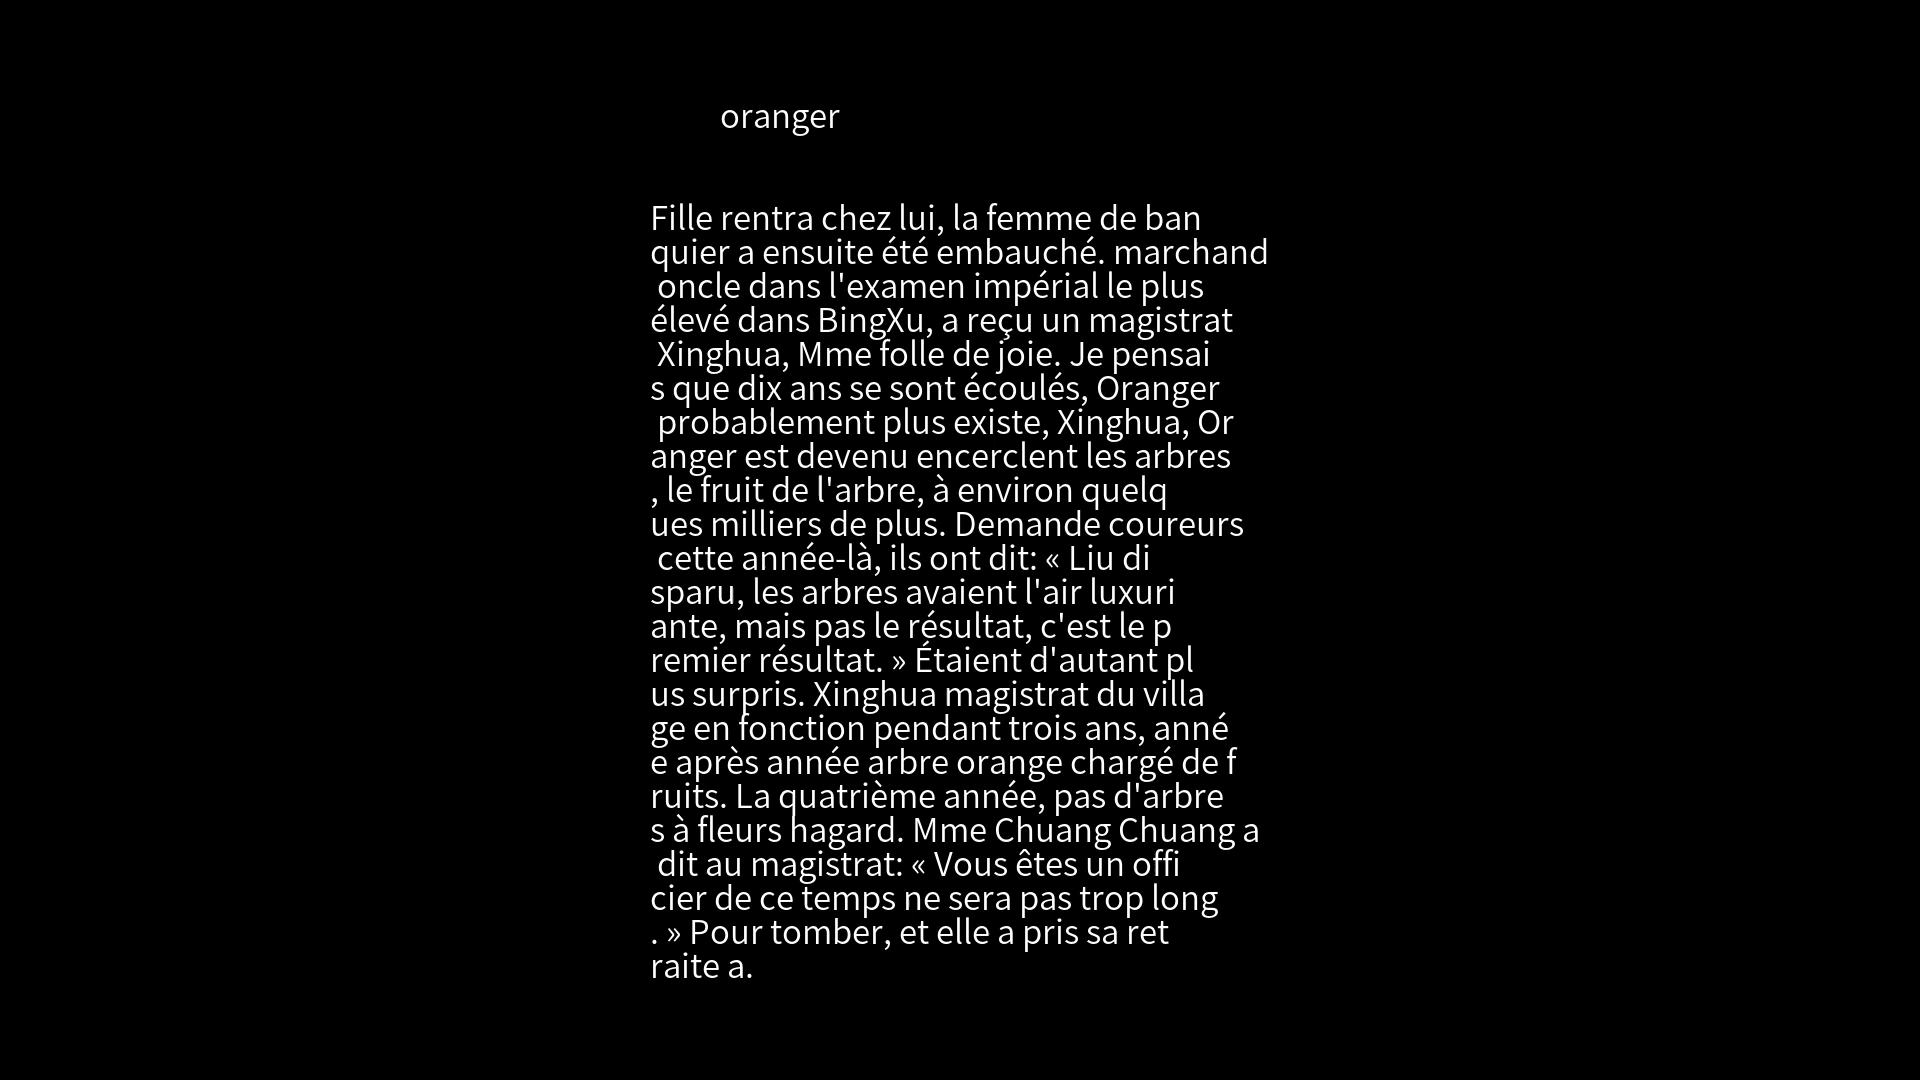 oranger
Fille rentra chez lui, la femme de ban
quier a ensuite été embauché. marchand
oncle dans l'examen impérial le plus
élevé dans BingXu, a reçu un magistrat
Xinghua, Mme folle de joie. Je pensai
s que dix ans se sont écoulés, Oranger
probablement plus existe, Xinghua, Or
anger est devenu encerclent les arbres
, le fruit de l'arbre, à environ quelq
ues milliers de plus. Demande coureurs
cette année-là, ils ont dit: « Liu di
sparu, les arbres avaient l'air luxuri
ante, mais pas le résultat, c'est le p
remier résultat. » Étaient d'autant pl
us surpris. Xinghua magistrat du villa
ge en fonction pendant trois ans, anné
e après année arbre orange chargé de f
ruits. La quatrième année, pas d'arbre
s à fleurs hagard. Mme Chuang Chuang a
dit au magistrat: « Vous êtes un offi
cier de ce temps ne sera pas trop long
. » Pour tomber, et elle a pris sa ret
raite a.